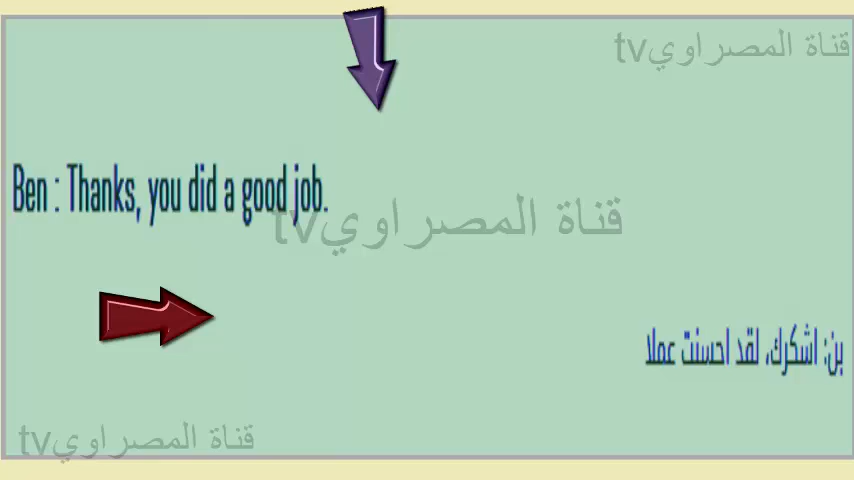 قناة المصراويtv
Ben : Thanks, you did a good job.
قناة المصراويtv
بن: اشكرك، لقد احسنت عملا
قناة المصراويtv